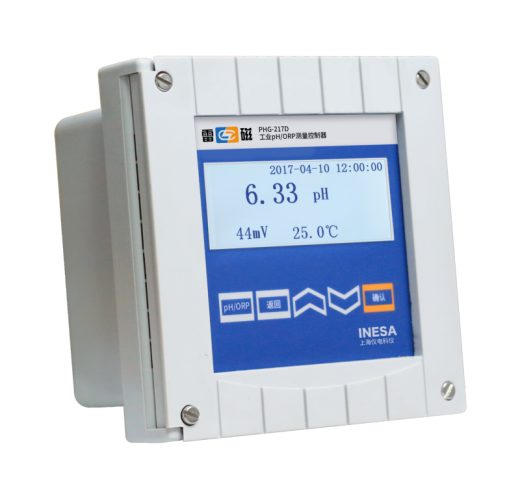 雷 磁 PHG-217D
工业pH/ORP测量控制器
2017-04-10 12:00:00
6.33 pH
44mV 25.0℃
pH/ORP 返回 确认
INESA
上海仪电科仪